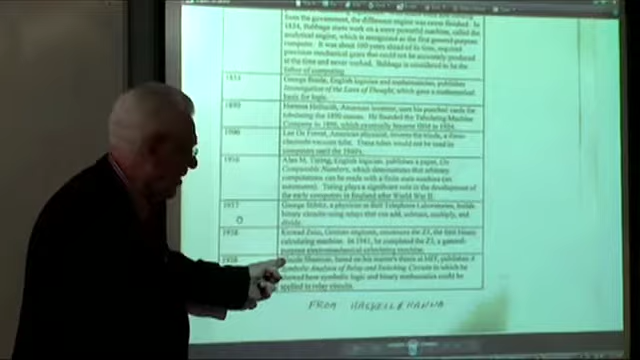 from the government, the difference engine was never finished. In
1834, Babbage starts work on a more powerful machine, called the
analytical engine, which is recognized as the first general-purpose
computer. It was about 100 years ahead of its time, required
precision mechanical gears that could not be accurately produced
at the time and never worked. Babbage is considered to be the
father of computing.
George Boole, English logician and mathematician, publishes
Investigation of the Laws of Thought, which gave a mathematical
basis for logic.
1890
Herman Hollerith, American inventor, uses his punched cards for
tabulating the 1890 census. He founded the Tabulating Machine
Company in 1896, which eventually became IBM in 1924.
1906
Lee De Forest, American physicist, invents the triode, a three-
electrode vacuum tube. These tubes would not be used in
computers until the 1940's.
1936
Alan M. Turing, English logician, publishes a paper, On
Computable Numbers, which demonstrates that arbitrary
computations can be made with a finite state machine (an
automaton). Turing plays a significant role in the development of the
early computers in England after World War II.
1937
George Stibitz, a physicist at Bell Telephone Laboratories, builds
binary circuits using relays that can add, subtract, multiply, and
divide.
1938
Konrad Zuse, German engineer, constructs the Z1, the first binary
calculating machine. In 1941, he completed the Z3, a general-
purpose electromechanical calculating machine.
1938
Claude Shannon, based on his master's thesis at MIT, publishes A
Symbolic Analysis of Relay and Switching Circuits in which he
showed how symbolic logic and binary mathematics could be
applied to relay circuits.
FROM HASKELL & HANNA